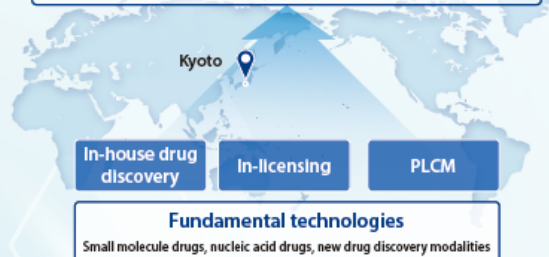 Kyoto
In-house drug
discovery
In-licensing
PLCM
Fundamental technologies
Small molecule drugs, nucleic acid drugs, new drug discovery modalities